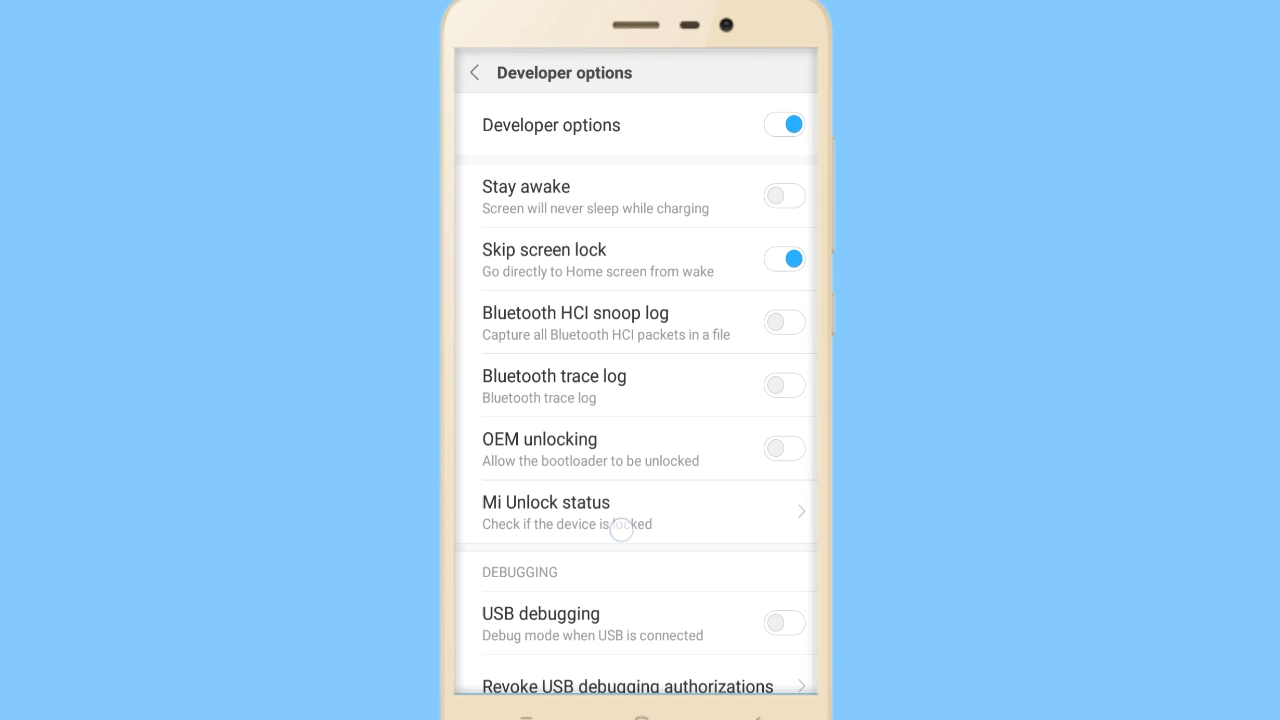 Developer options
Developer options
Stay awake
Screen will never sleep while charging
Skip screen lock
Go directly to Home screen from wake
Bluetooth HCI snoop log
Capture all Bluetooth HCI packets in a file
Bluetooth trace log
Bluetooth trace log
OEM unlocking
Allow the bootloader to be unlocked
Mi Unlock status
Check if the device is locked
DEBUGGING
USB debugging
Debug mode when USB is connected
Revoke USB debugging authorizations